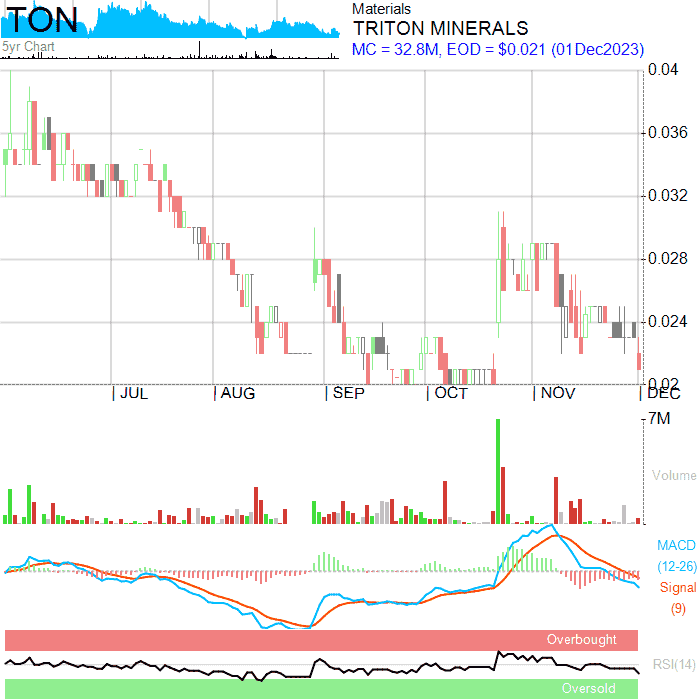 TON
5yr Chart
Materials
TRITON MINERALS
MC = 32.8M, EOD = $0.021 (01Dec2023)
0.04
0.036
0.032
0.028
0.024
0.02
JUL
AUG
SEP
OCT
NOV
DEC
7M
Volume
MACD
(12-26)
Signal
(9)
Overbought
RSI(14)
Oversold